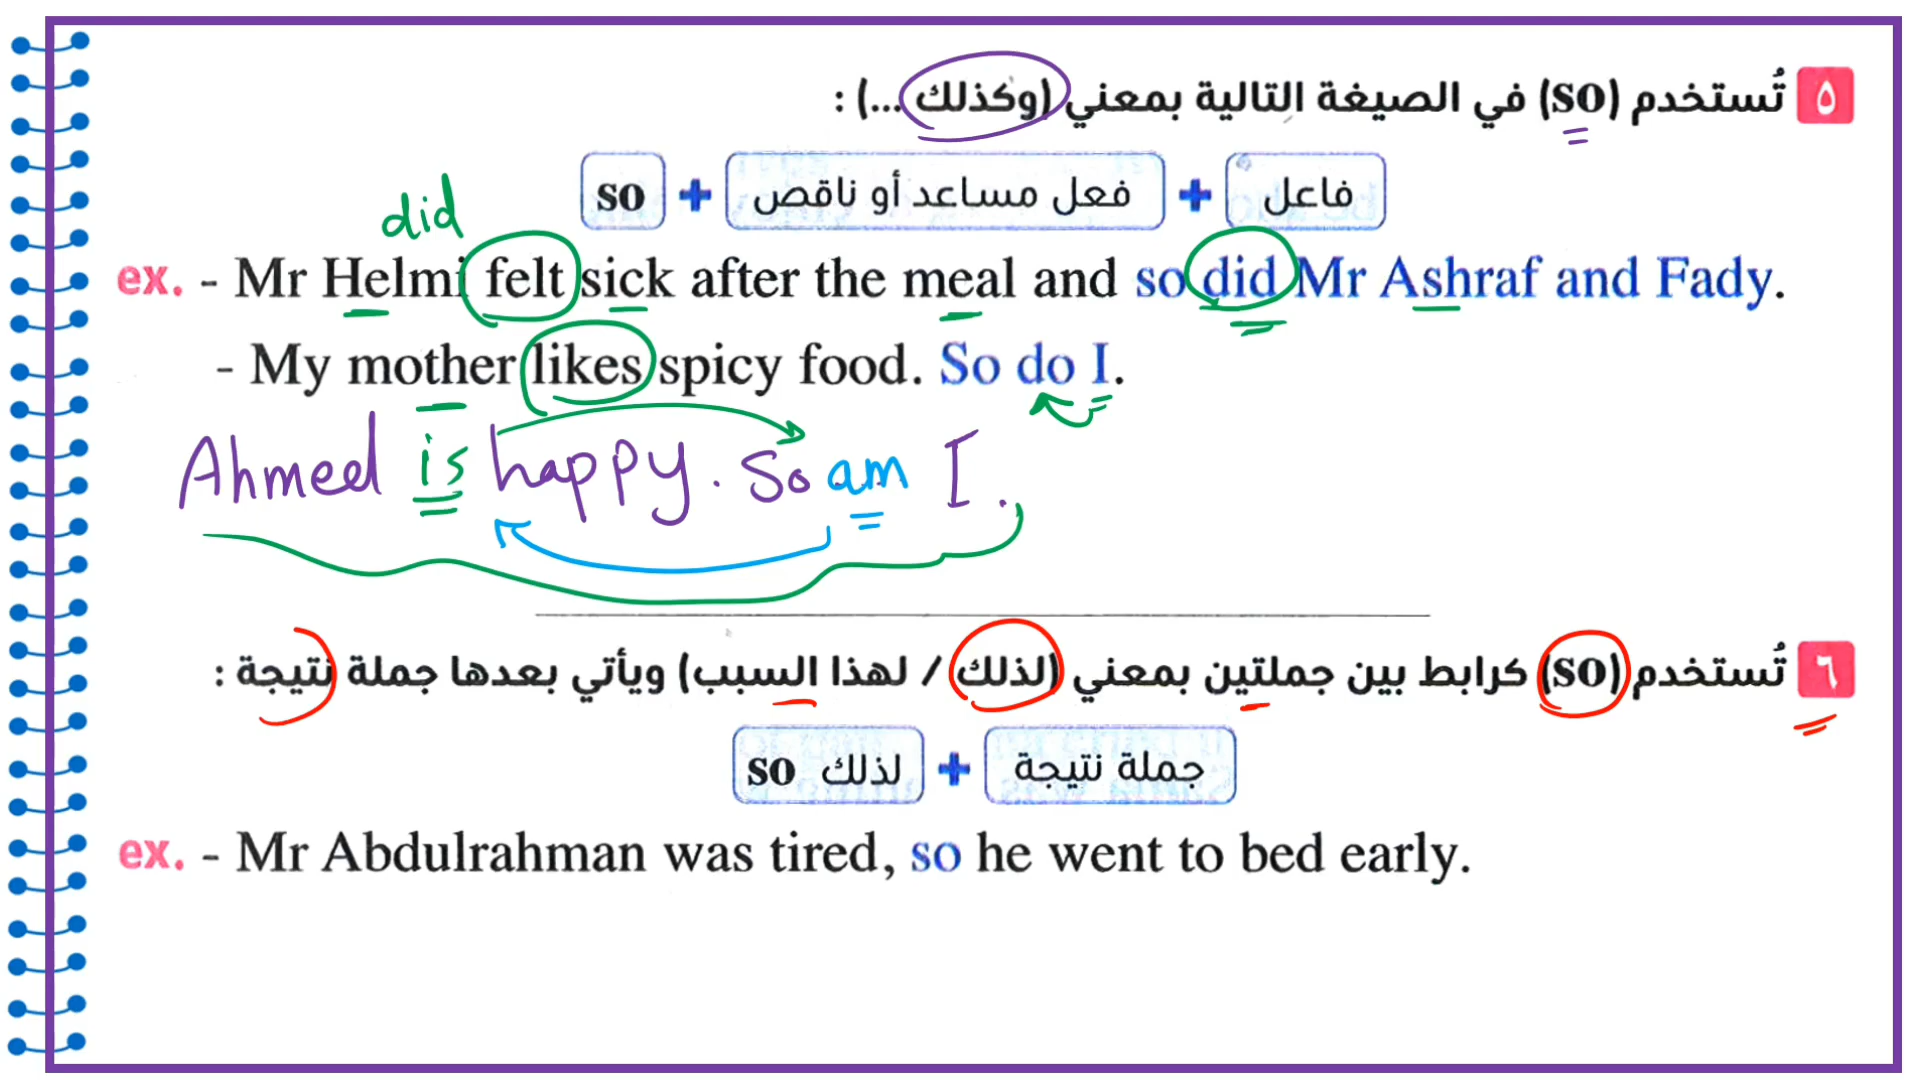 ٥ تُستخدم (so) في الصيغة التالية بمعني (وكذلك ...) :
so + فعل مساعد أو ناقص + فاعل
did
ex. - Mr Helmi felt sick after the meal and so did Mr Ashraf and Fady.
- My mother likes spicy food. So do I.
Ahmed is happy. So am I.
٦ تُستخدم (so) كرابط بين جملتين بمعني (لذلك / لهذا السبب) ويأتي بعدها جملة نتيجة :
so لذلك + جملة نتيجة
ex. - Mr Abdulrahman was tired, so he went to bed early.